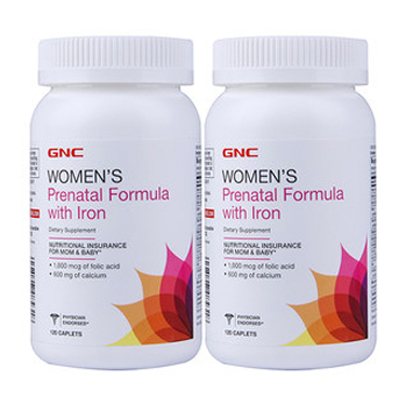 GNC
WOMEN'S
Prenatal Formula
with Iron
Dietary Supplement
NUTRITIONAL INSURANCE
FOR MOM & BABY*
• 1,000 mcg of folic acid
• 600 mg of calcium
PHYSICIAN
ENDORSES
120 CAPLETS
GNC
WOMEN'S
Prenatal Formula
with Iron
Dietary Supplement
NUTRITIONAL INSURANCE
FOR MOM & BABY*
• 1,000 mcg of folic acid
• 600 mg of calcium
PHYSICIAN
ENDORSES
120 CAPLETS